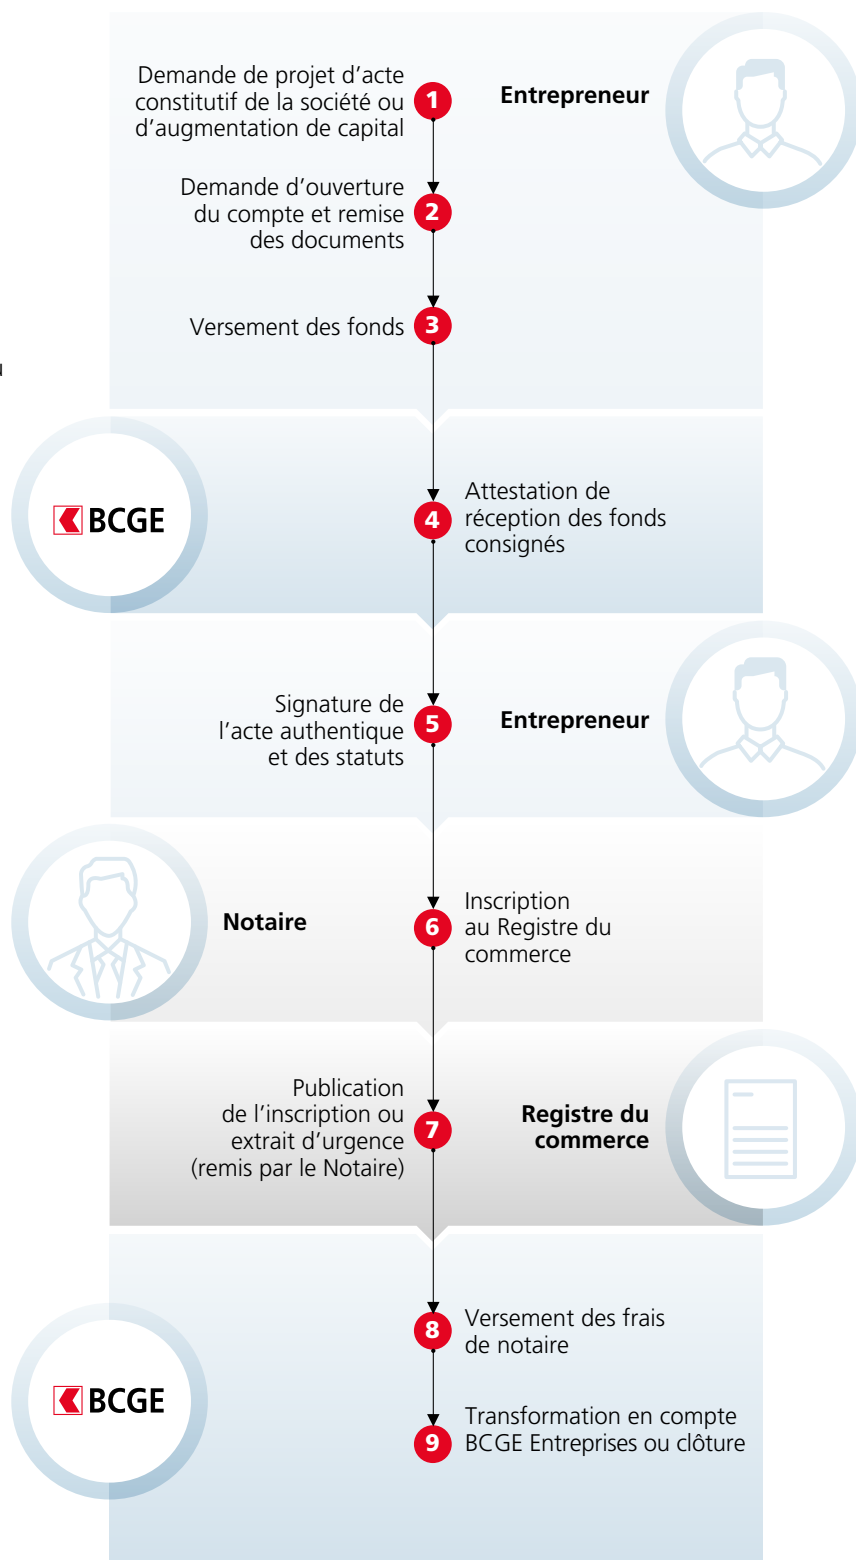 Demande de projet d’acte
constitutif de la société ou
d’augmentation de capital
1
Entrepreneur
Demande d’ouverture
du compte et remise
des documents
2
Versement des fonds
3
BCGE
4
Attestation de
réception des fonds
consignés
Signature de
l’acte authentique
et des statuts
5
Entrepreneur
Notaire
6
Inscription
au Registre du
commerce
Publication
de l’inscription ou
extrait d’urgence
(remis par le Notaire)
7
Registre du
commerce
8
Versement des frais
de notaire
BCGE
9
Transformation en compte
BCGE Entreprises ou clôture